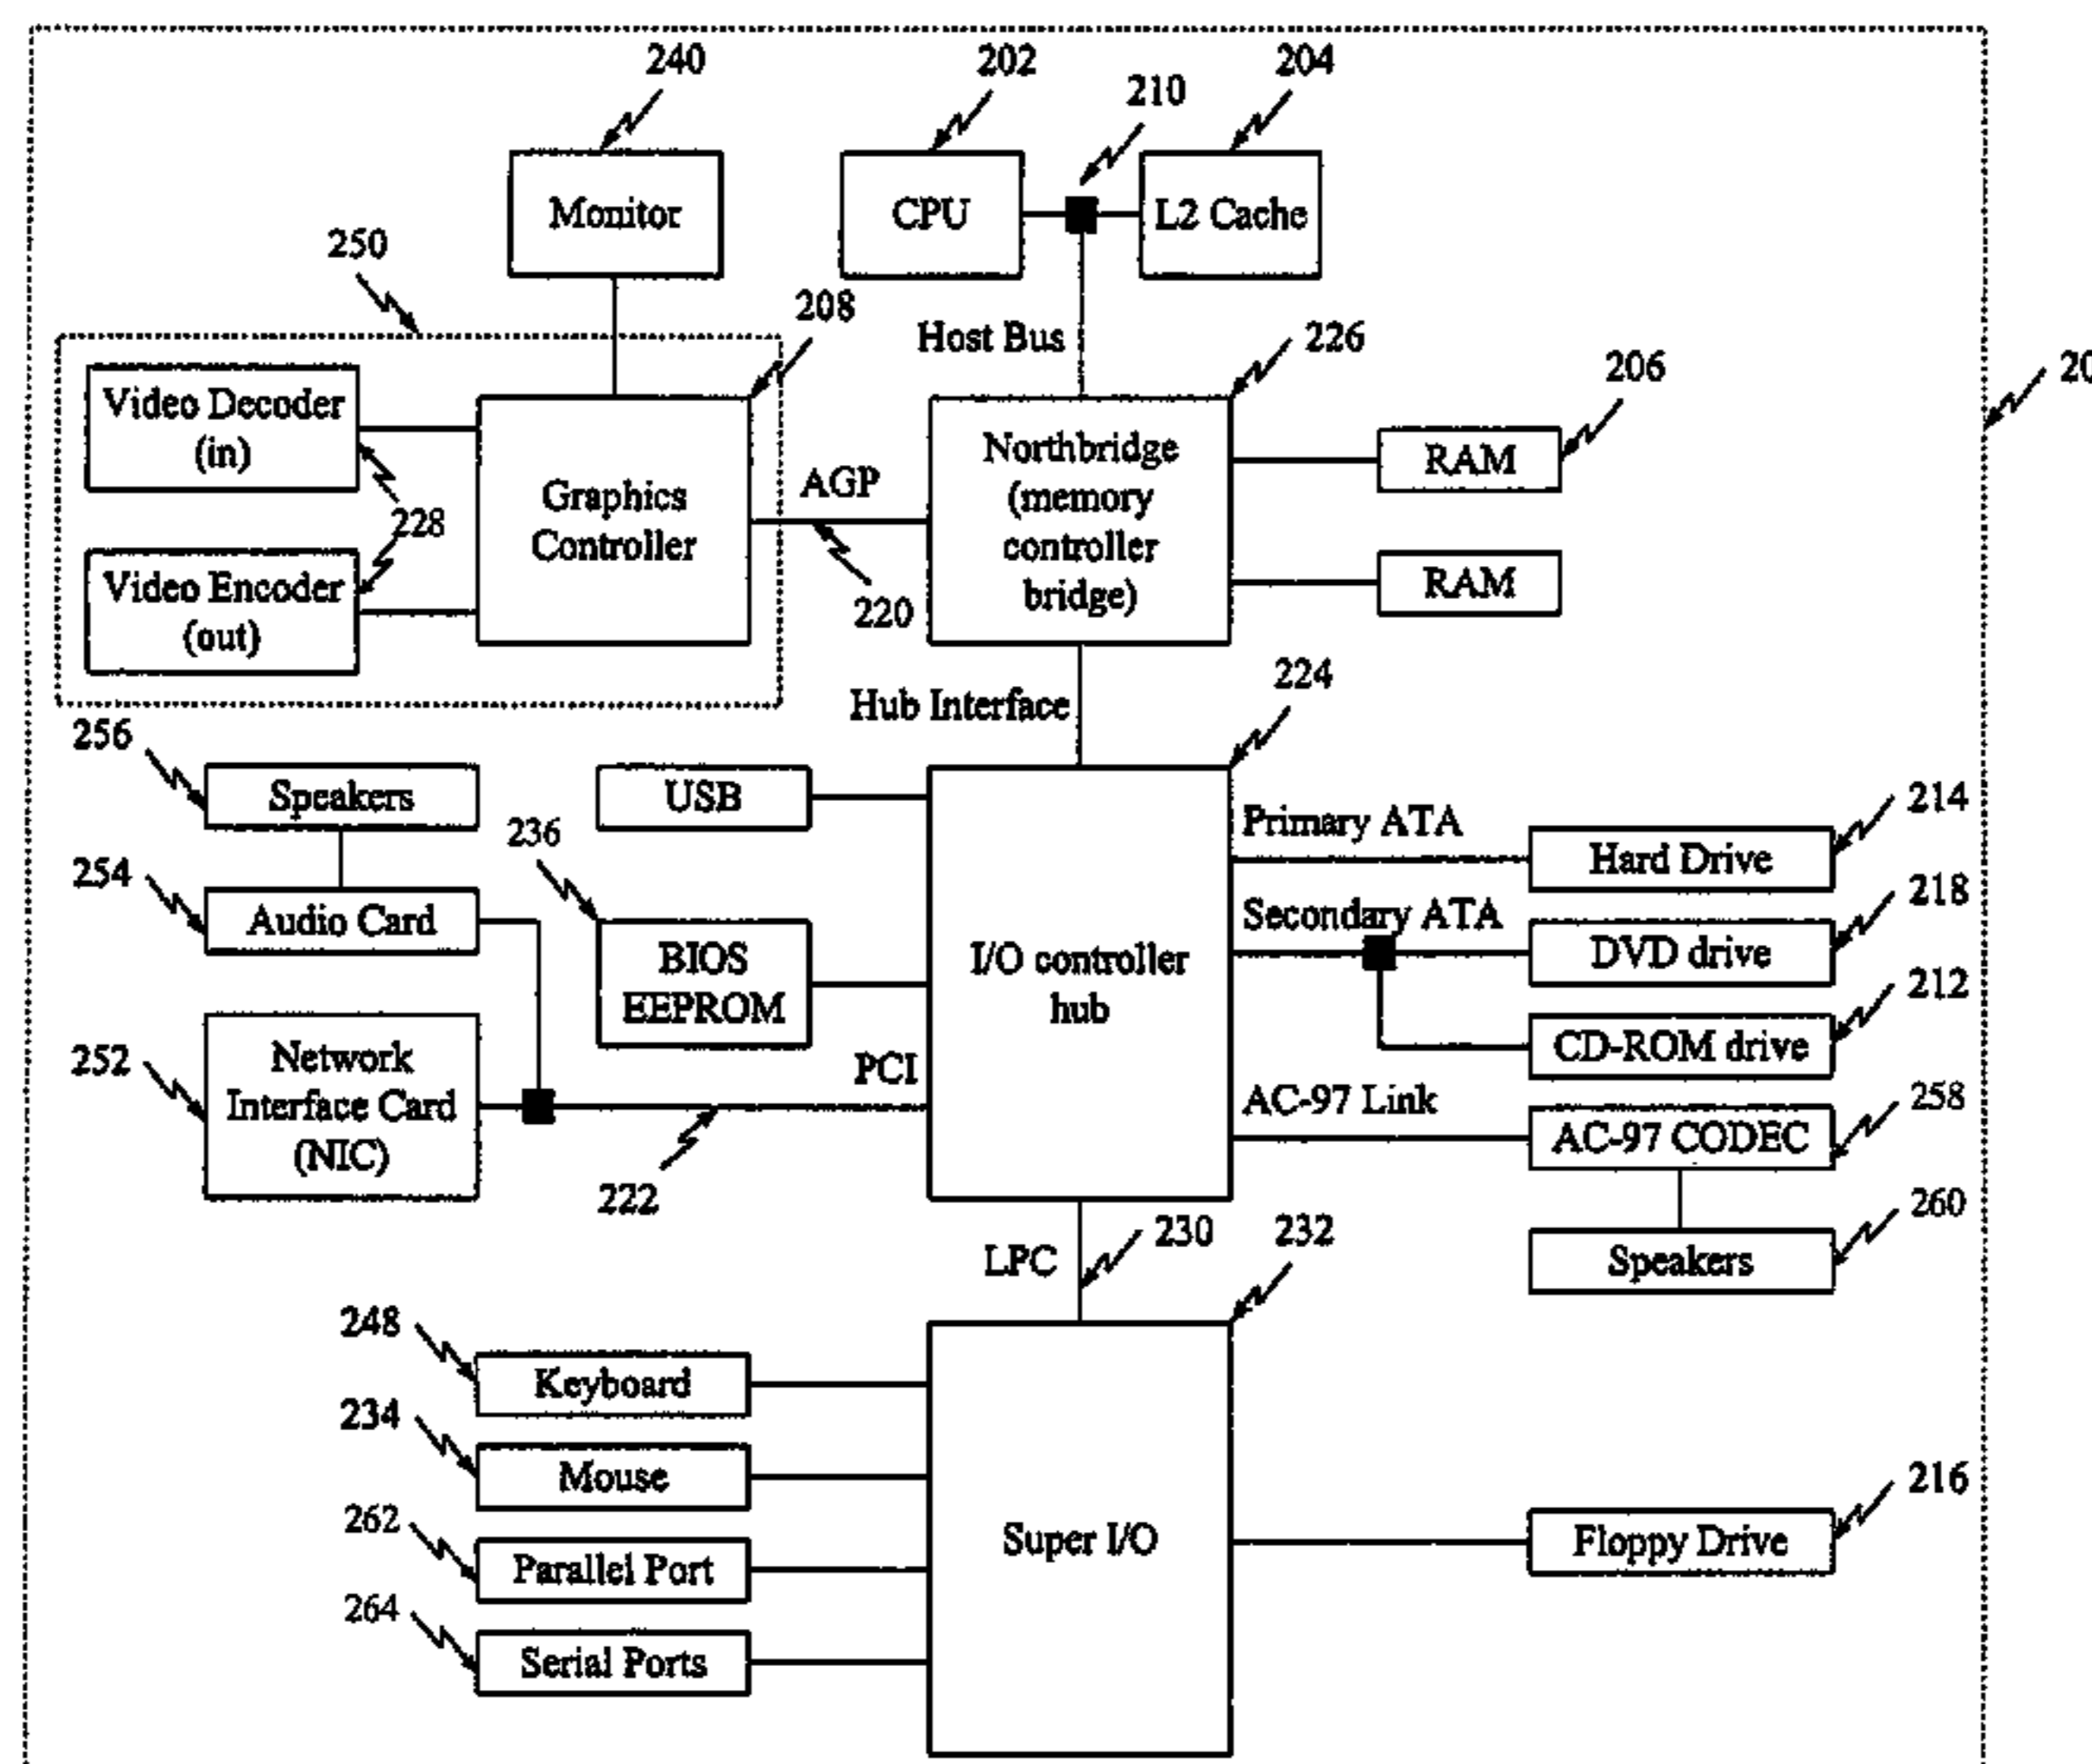 240
202
210
204
Monitor
CPU
L2 Cache
250
208
Host Bus
226
206
Video Decoder
(in)
228
Video Encoder
(out)
Graphics
Controller
AGP
220
Northbridge
(memory
controller
bridge)
RAM
RAM
Hub Interface
224
256
Speakers
254
Audio Card
252
Network
Interface Card
(NIC)
USB
236
BIOS
EEPROM
PCI
222
I/O controller
hub
Primary ATA
Hard Drive
214
Secondary ATA
DVD drive
218
CD-ROM drive
212
AC-97 Link
AC-97 CODEC
258
Speakers
260
LPC
230
232
248
Keyboard
234
Mouse
262
Parallel Port
264
Serial Ports
Super I/O
Floppy Drive
216